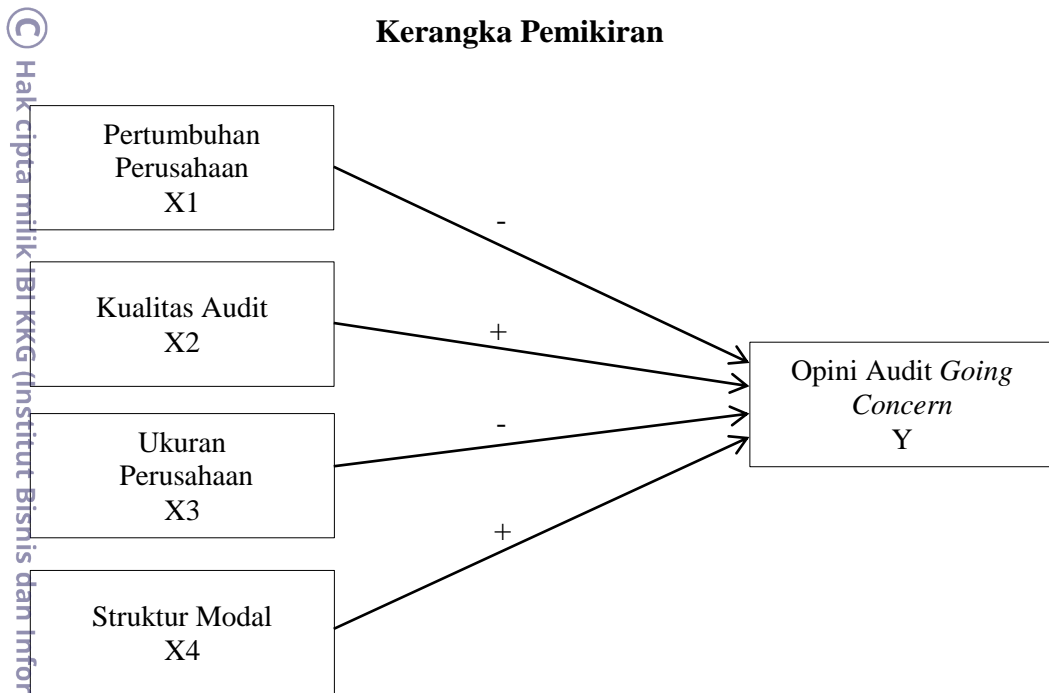 Kerangka Pemikiran
© Hak cipta milik IBI KKG (Institut Bisnis dan Infor
Pertumbuhan
Perusahaan
X1
-
Kualitas Audit
X2
+
Opini Audit Going
Concern
Y
Ukuran
Perusahaan
X3
-
Struktur Modal
X4
+